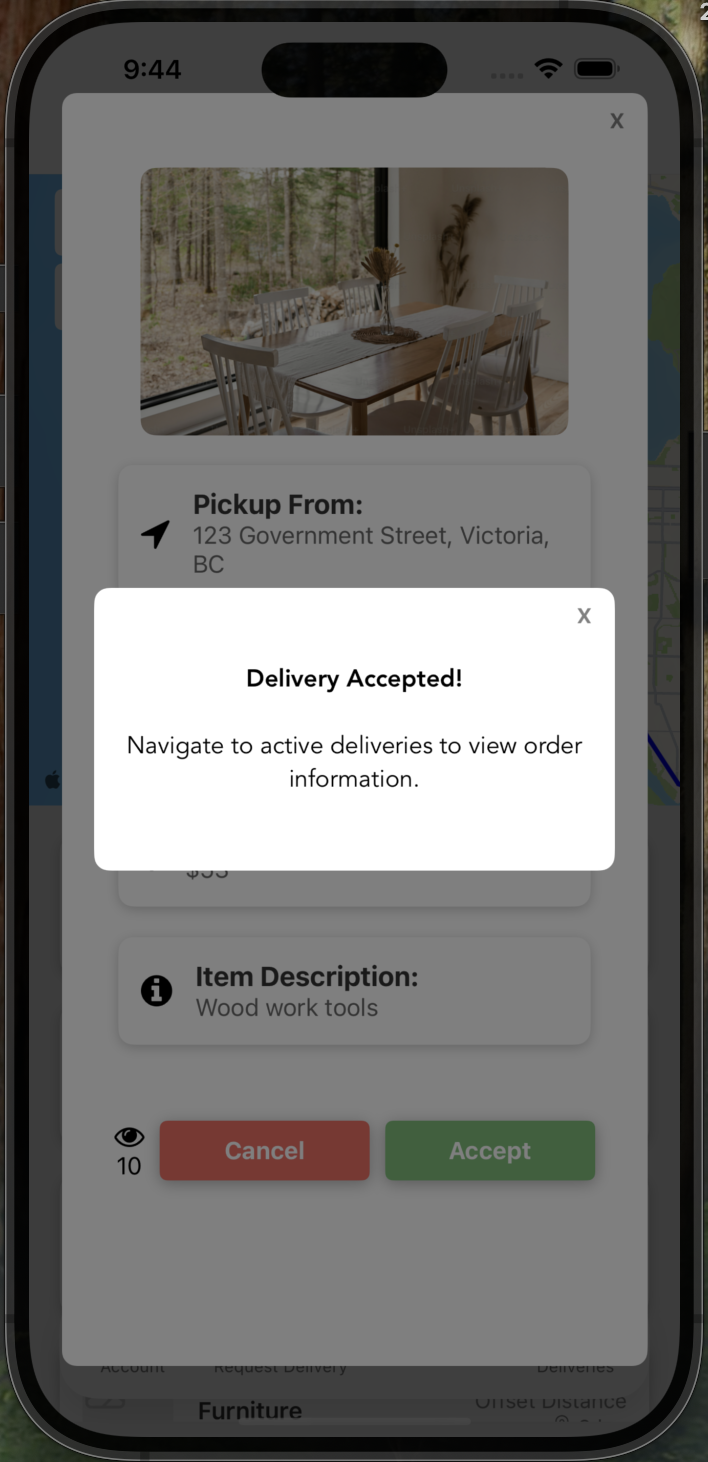 9:44
X
Pickup From:
123 Government Street, Victoria,
BC
X
Delivery Accepted!
Navigate to active deliveries to view order
information.
Item Description:
Wood work tools
10
Cancel
Accept
Account
Request Delivery
Deliveries
Furniture
Offset Distance